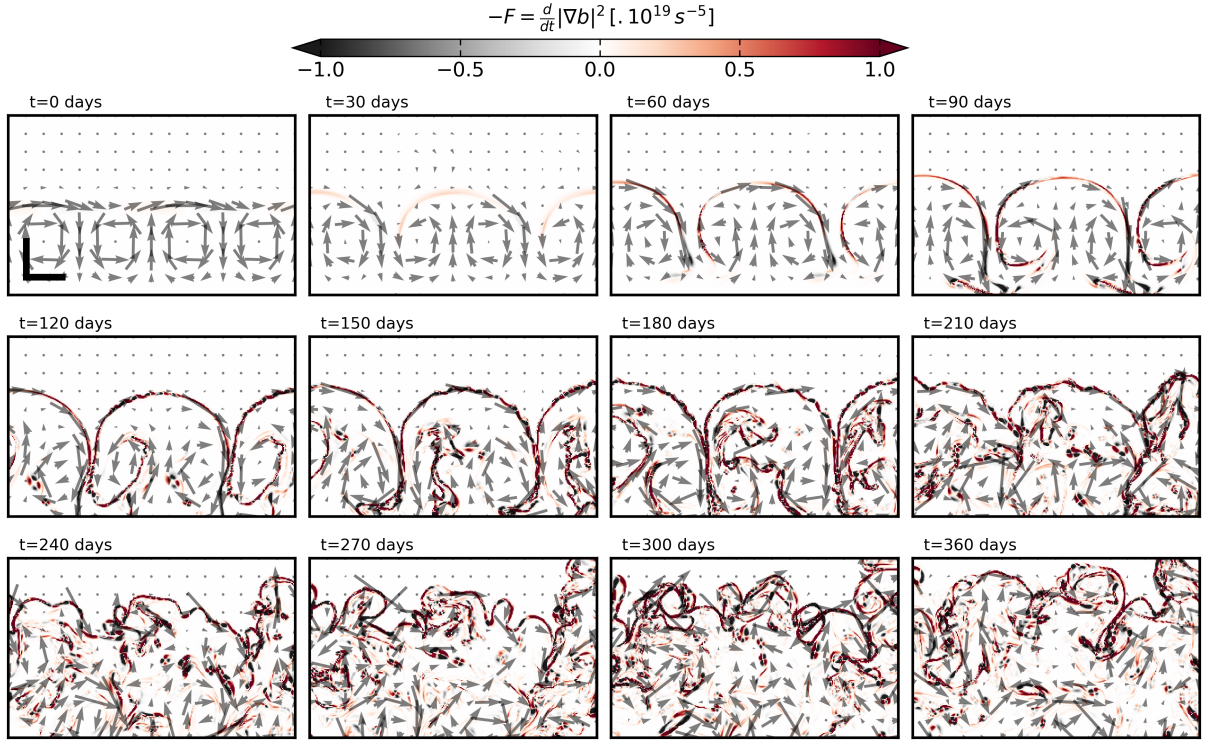 −F = d/dt |∇b|² [. 10¹⁹ s⁻⁵]
−1.0 −0.5 0.0 0.5 1.0
t=0 days t=30 days t=60 days t=90 days
t=120 days t=150 days t=180 days t=210 days
t=240 days t=270 days t=300 days t=360 days